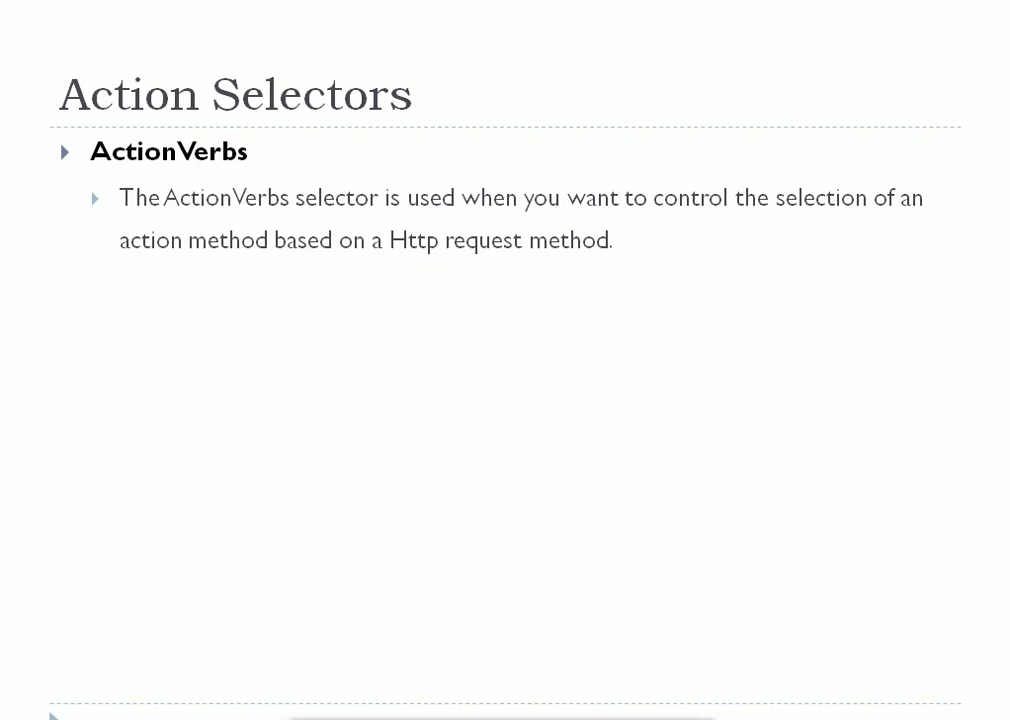 Action Selectors
ActionVerbs
The ActionVerbs selector is used when you want to control the selection of an
action method based on a Http request method.